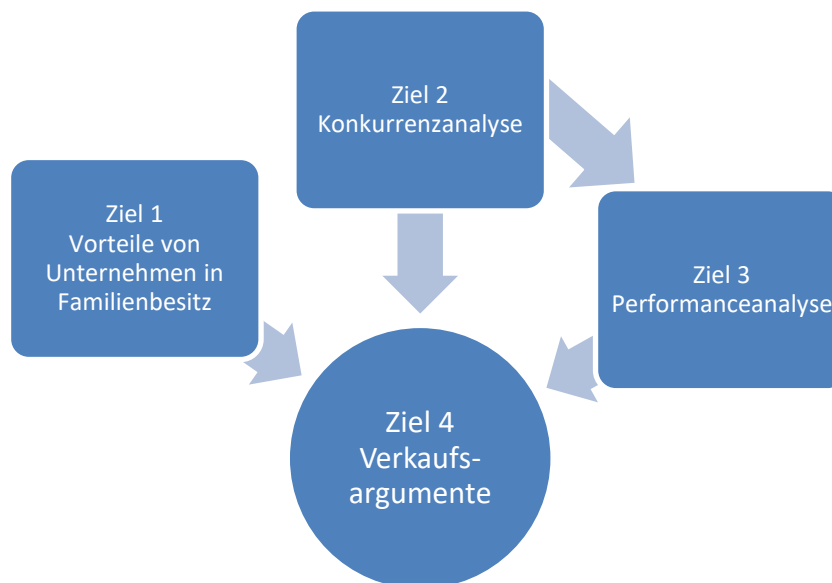 Ziel 1
Vorteile von
Unternehmen in
Familienbesitz
Ziel 2
Konkurrenzanalyse
Ziel 3
Performanceanalyse
Ziel 4
Verkaufs-
argumente